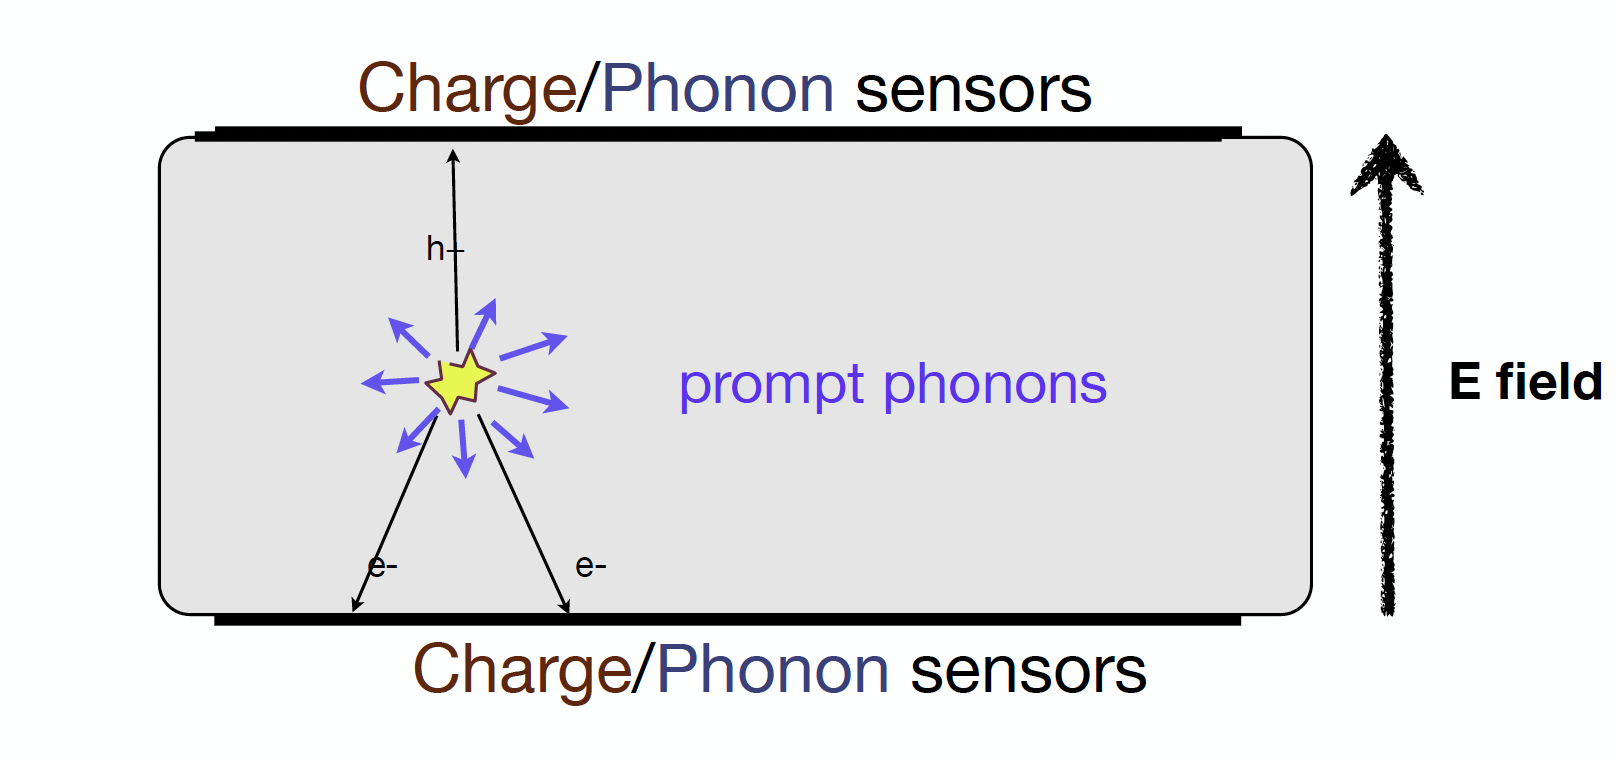 Charge/Phonon sensors
h+
prompt phonons
E field
e-
e-
Charge/Phonon sensors